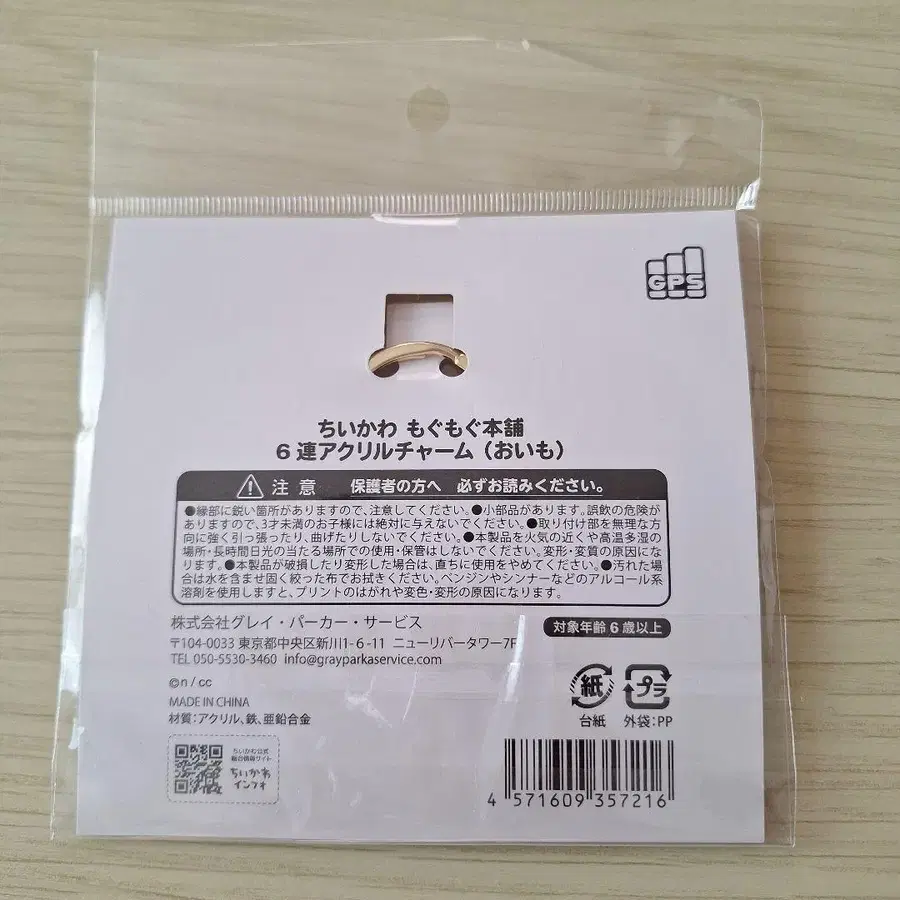 GPS
ちいかわ もぐもぐ本舗
6連アクリルチャーム（おいも）
注意 保護者の方へ 必ずお読みください。
●縁部に鋭い箇所がありますので、注意してください。●小部品があります。誤飲の危険が
ありますので、3才未満のお子様には絶対に与えないでください。●取り付け部を無理な方
向に強く引っ張ったり、曲げたりしないでください。●本製品を火気の近くや高温多湿の
場所・長時間日光の当たる場所での使用・保管はしないでください。変形・変質の原因にな
ります。●本製品が破損したり変形した場合は、直ちに使用をやめてください。●汚れた場
合は水を含ませ固く絞った布でお拭きください。ベンジンやシンナーなどのアルコール系
溶剤を使用しますと、プリントのはがれや変色・変形の原因になります。
株式会社グレイ・パーカー・サービス
対象年齢6歳以上
〒104-0033 東京都中央区新川1-6-11 ニューリバータワー7F
TEL 050-5530-3460 info@grayparkaservice.com
©n / cc
MADE IN CHINA
材質：アクリル、鉄、亜鉛合金
紙 プラ
台紙 外袋：PP
ちいかわ公式
総合情報サイト
ちいかわ
インフォ
4 571609 357216